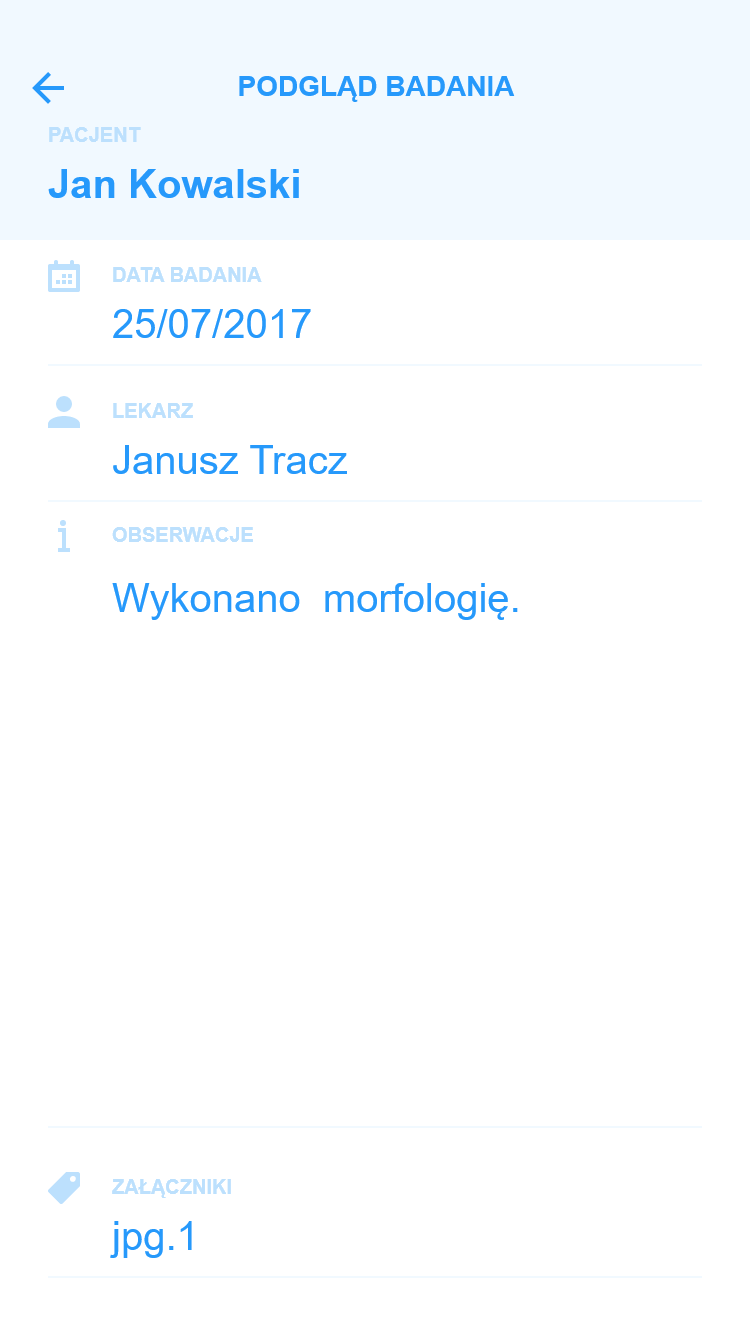 PODGLĄD BADANIA
PACJENT
Jan Kowalski
DATA BADANIA
25/07/2017
LEKARZ
Janusz Tracz
OBSERWACJE
Wykonano  morfologię.
ZAŁĄCZNIKI
jpg.1